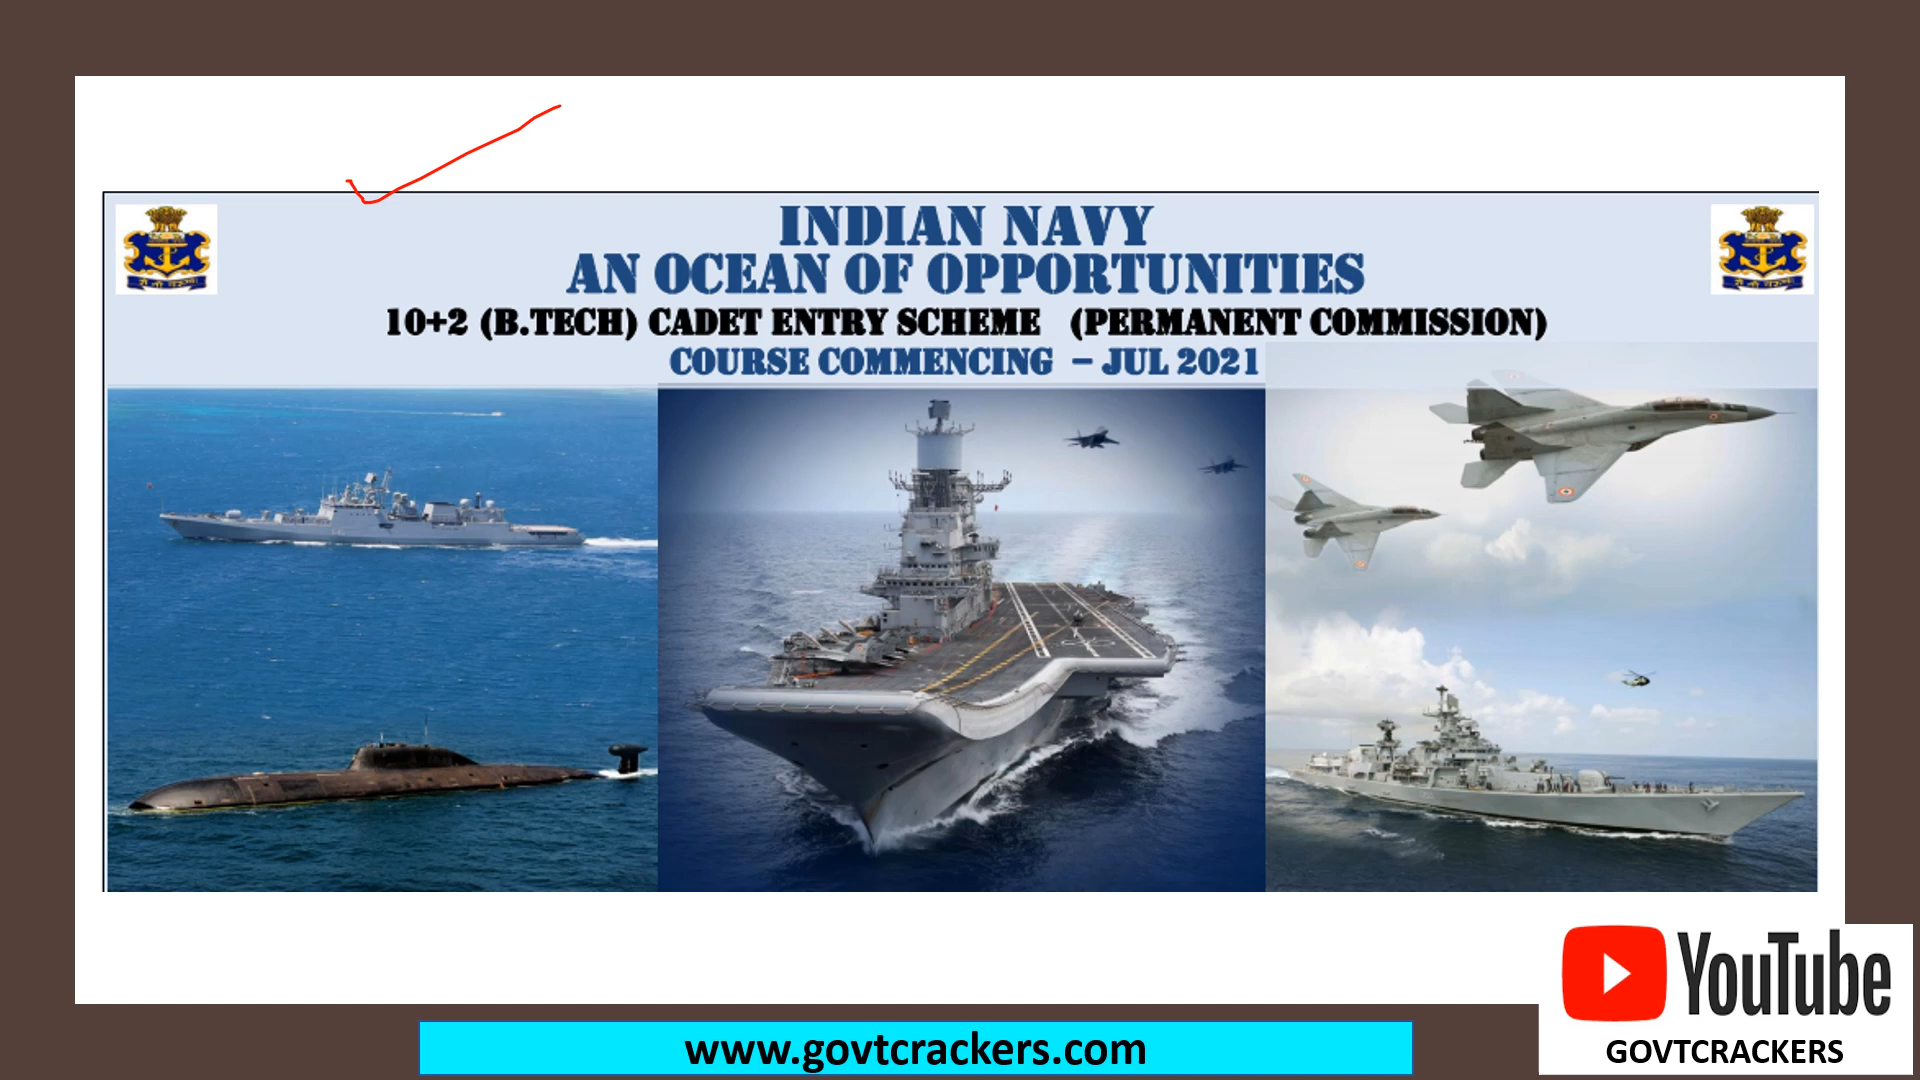 INDIAN NAVY
AN OCEAN OF OPPORTUNITIES
10+2 (B.TECH) CADET ENTRY SCHEME (PERMANENT COMMISSION)
COURSE COMMENCING – JUL 2021
YouTube
GOVTCRACKERS
www.govtcrackers.com